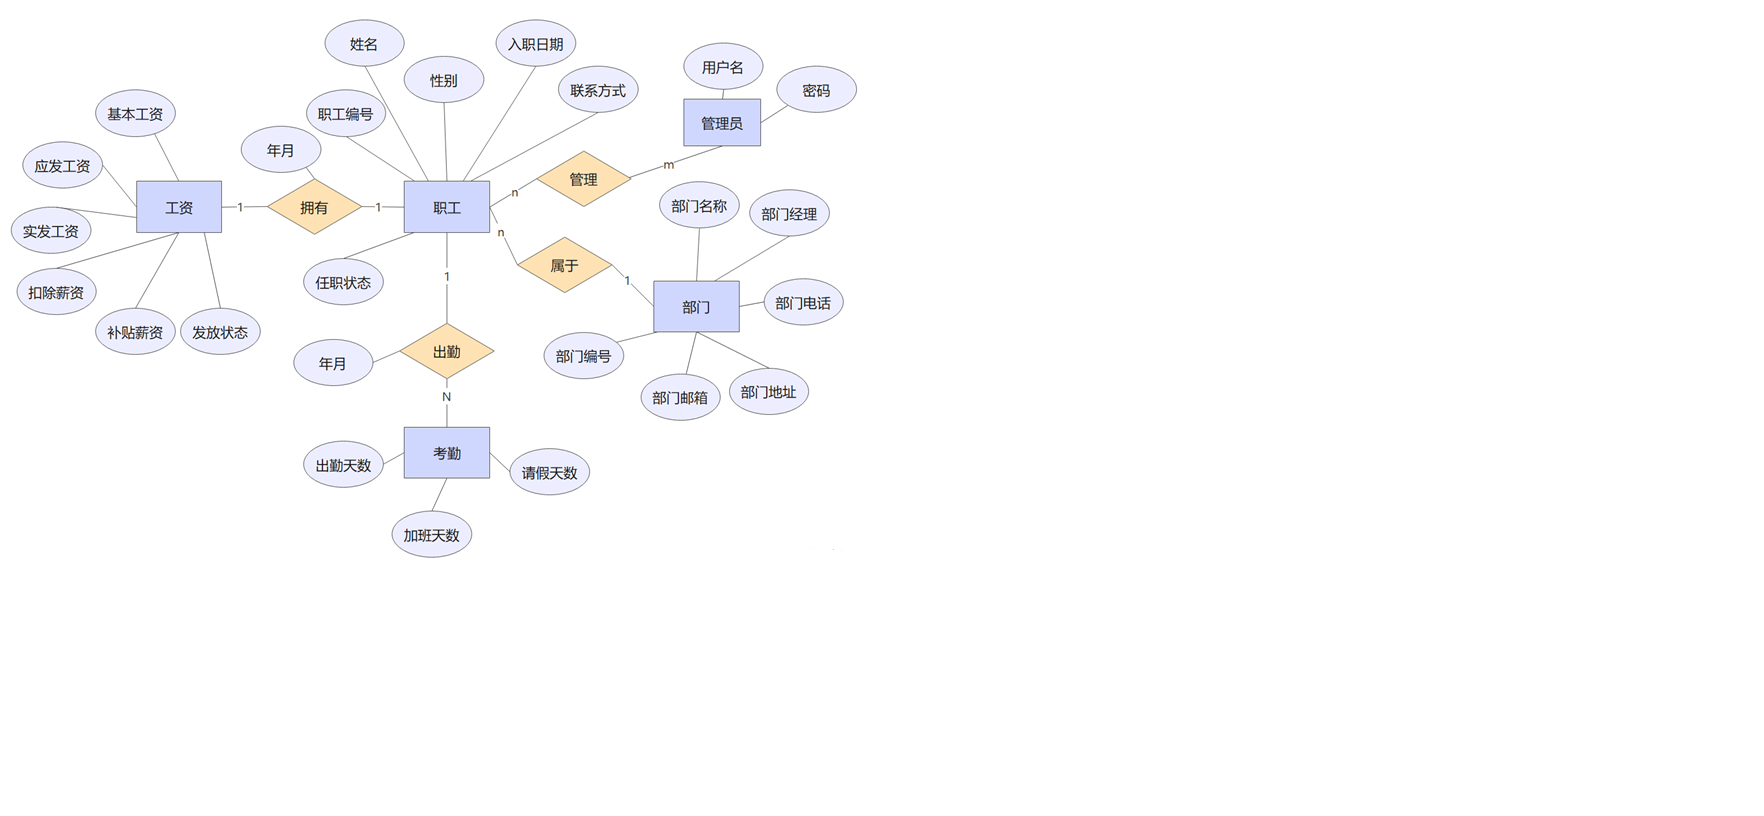 姓名
入职日期
性别
用户名
联系方式
密码
基本工资
职工编号
管理员
年月
应发工资
管理
m
工资
1
拥有
1
职工
n
部门名称
部门经理
实发工资
n
属于
1
任职状态
1
扣除薪资
部门
部门电话
补贴薪资
发放状态
年月
出勤
部门编号
N
部门邮箱
部门地址
出勤天数
考勤
请假天数
加班天数